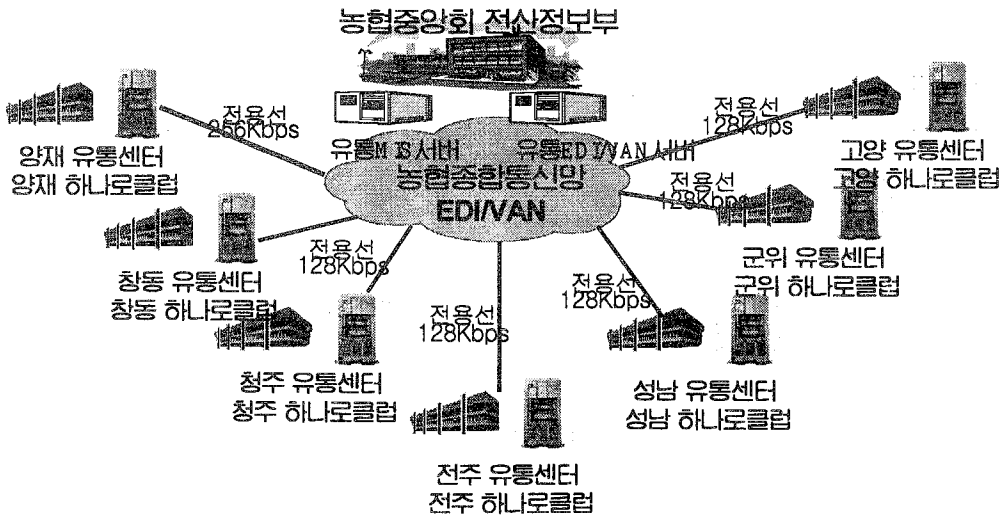 농협중앙회 전산정보부
전용선
256Kbps
전용선
128Kbps
양재 유통센터
양재 하나로클럽
유통MIS서버
유통EDI/VAN서버
고양 유통센터
고양 하나로클럽
농협종합통신망
EDI/VAN
전용선
128Kbps
창동 유통센터
창동 하나로클럽
전용선
128Kbps
군위 유통센터
군위 하나로클럽
전용선
128Kbps
전용선
128Kbps
청주 유통센터
청주 하나로클럽
전용선
128Kbps
성남 유통센터
성남 하나로클럽
전주 유통센터
전주 하나로클럽